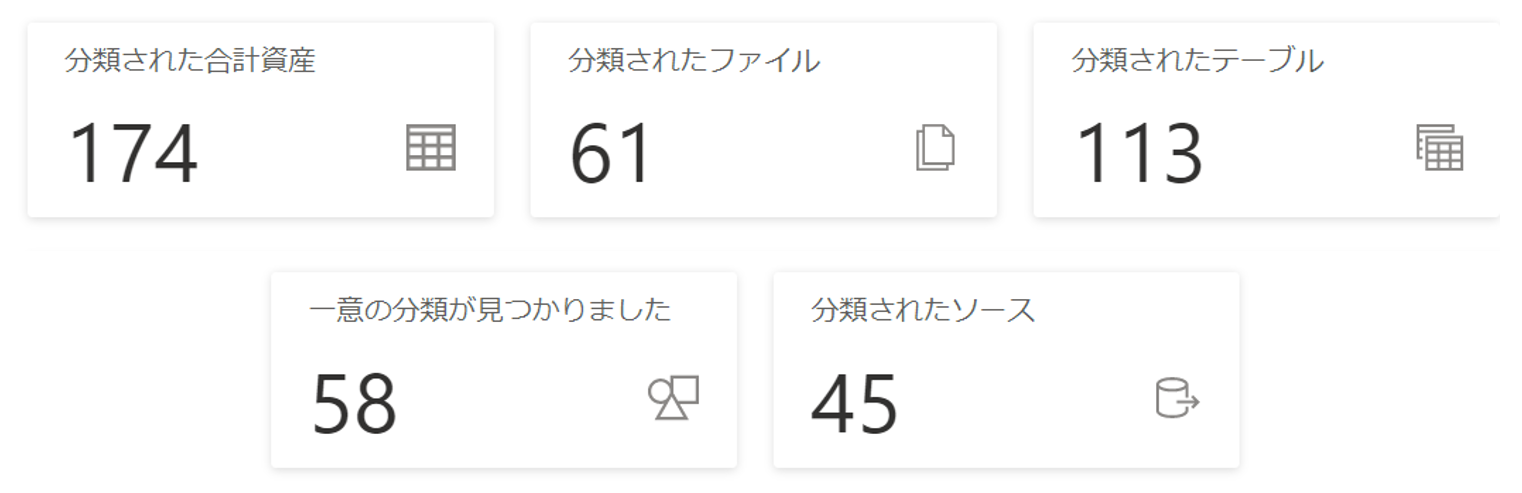 分類された合計資産
174
分類されたファイル
61
分類されたテーブル
113
一意の分類が見つかりました
58
分類されたソース
45